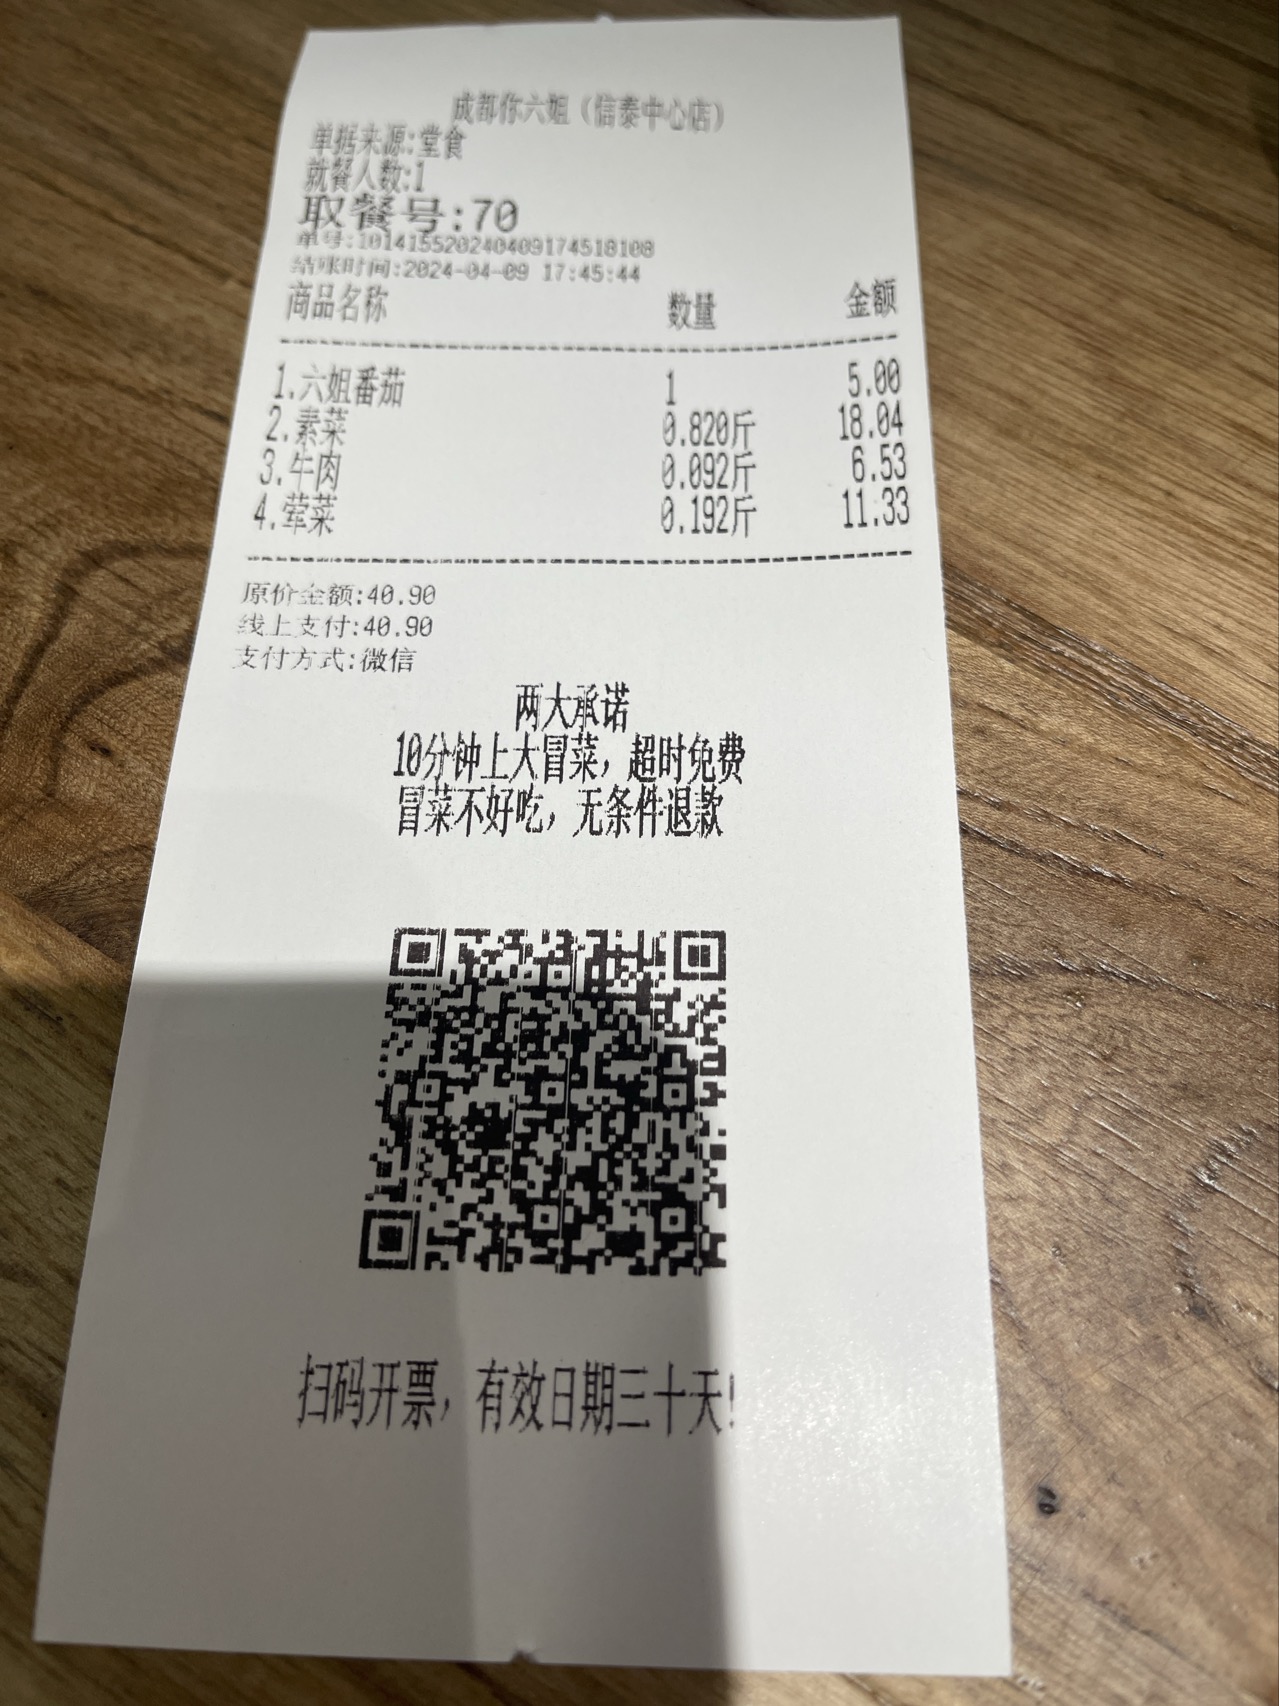 成都你六姐（信泰中心店）
单据来源:堂食
就餐人数:1
取餐号:70
单号:101415520240409174518108
结账时间:2024-04-09 17:45:44
商品名称 数量 金额
1.六姐番茄 1 5.00
2.素菜 0.820斤 18.04
3.牛肉 0.092斤 6.53
4.荤菜 0.192斤 11.33
原价金额:40.90
线上支付:40.90
支付方式:微信
两大承诺
10分钟上大冒菜，超时免费
冒菜不好吃，无条件退款
扫码开票，有效日期三十天!